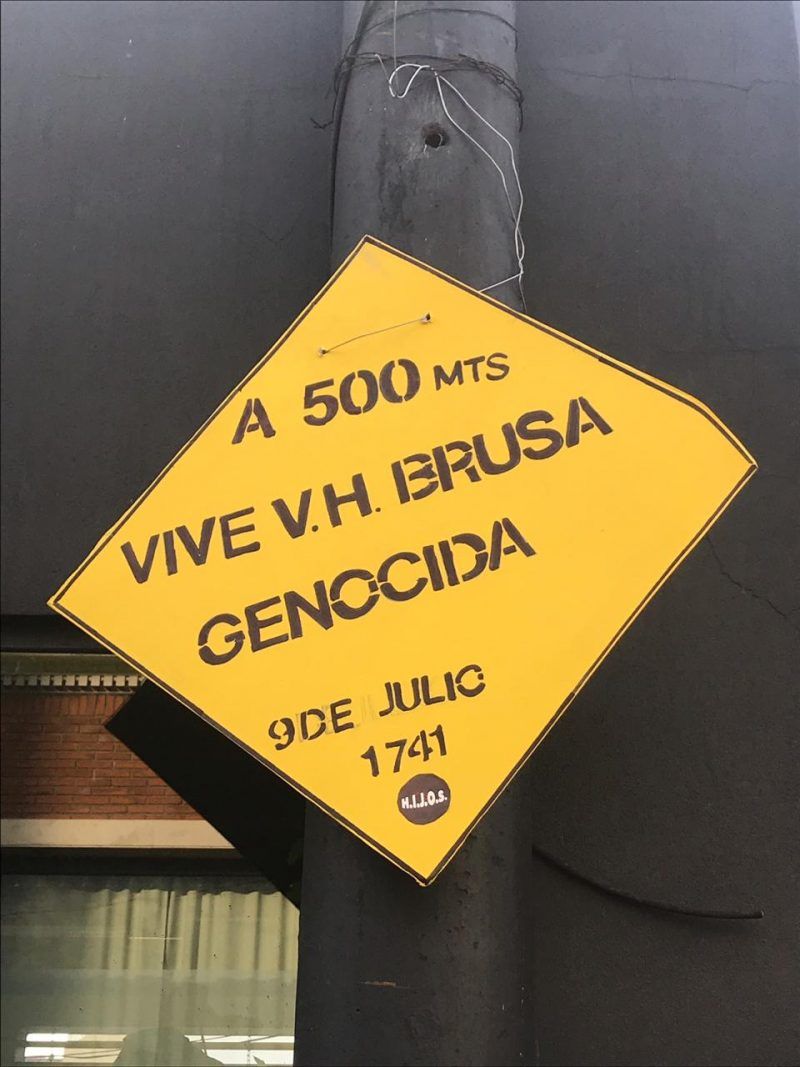 A 500 MTS
VIVE V.H. BRUSA
GENOCIDA
9 DE JULIO
1741
H.I.J.O.S.